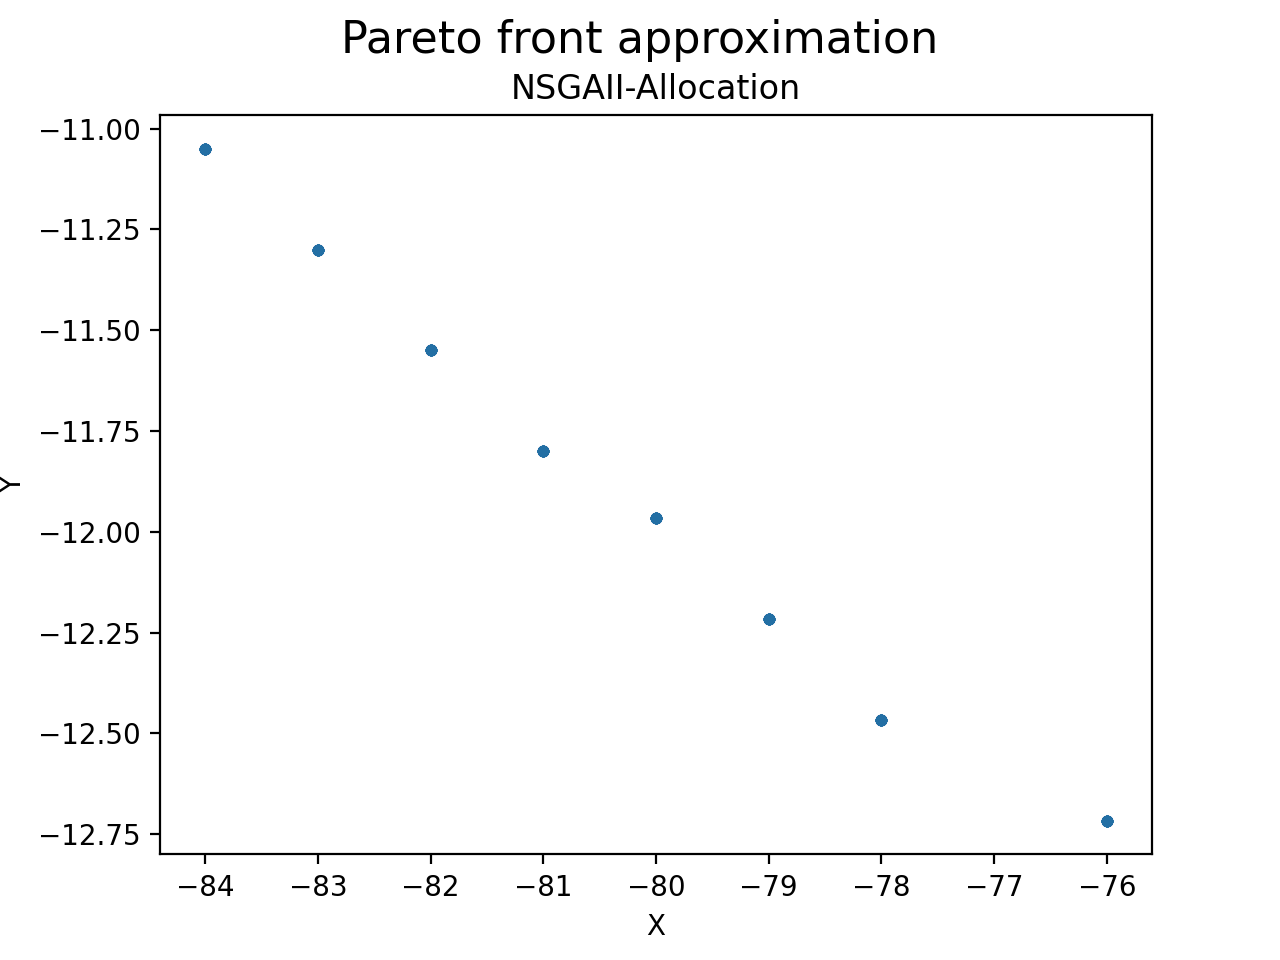 Pareto front approximation
NSGAII-Allocation
−11.00
−11.25
−11.50
−11.75
Y
−12.00
−12.25
−12.50
−12.75
−84 −83 −82 −81 −80 −79 −78 −77 −76
X